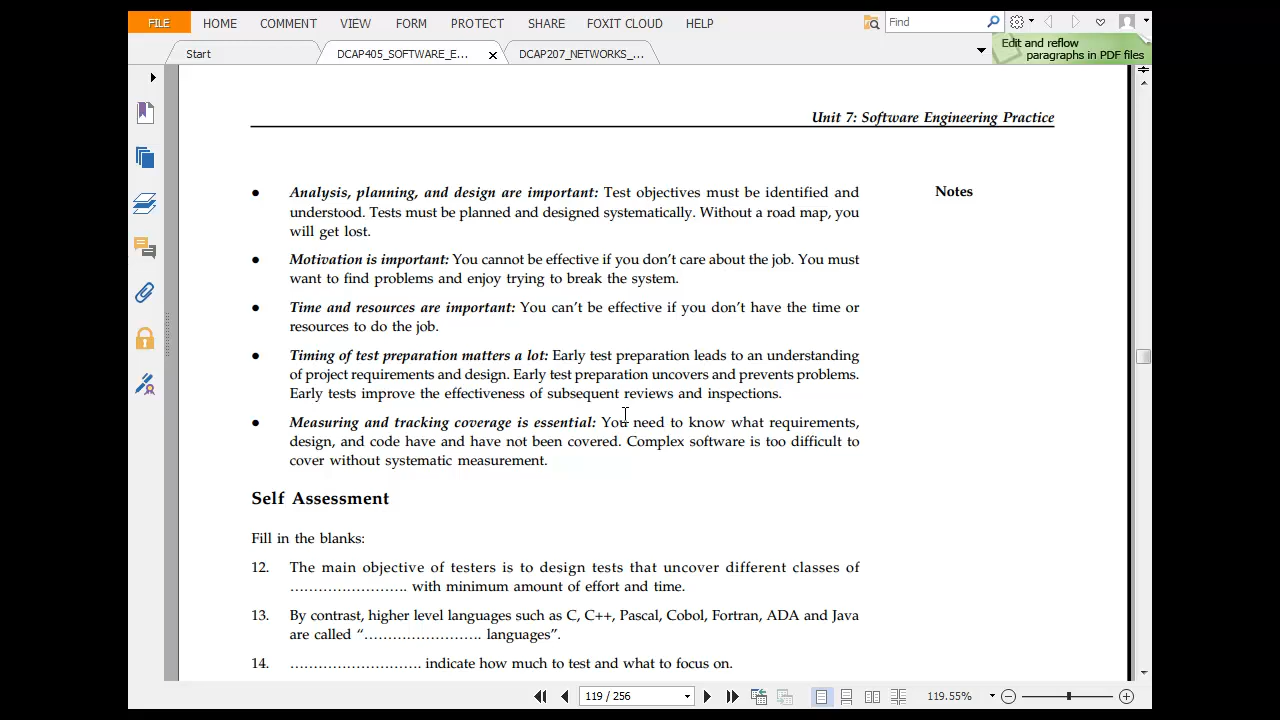 FILE HOME COMMENT VIEW FORM PROTECT SHARE FOXIT CLOUD HELP Find
Start DCAP405_SOFTWARE_E... DCAP207_NETWORKS_...
Edit and reflow
paragraphs in PDF files
Unit 7: Software Engineering Practice
Notes
● Analysis, planning, and design are important: Test objectives must be identified and
understood. Tests must be planned and designed systematically. Without a road map, you
will get lost.
● Motivation is important: You cannot be effective if you don’t care about the job. You must
want to find problems and enjoy trying to break the system.
● Time and resources are important: You can’t be effective if you don’t have the time or
resources to do the job.
● Timing of test preparation matters a lot: Early test preparation leads to an understanding
of project requirements and design. Early test preparation uncovers and prevents problems.
Early tests improve the effectiveness of subsequent reviews and inspections.
● Measuring and tracking coverage is essential: You need to know what requirements,
design, and code have and have not been covered. Complex software is too difficult to
cover without systematic measurement.
Self Assessment
Fill in the blanks:
12. The main objective of testers is to design tests that uncover different classes of
…………………….. with minimum amount of effort and time.
13. By contrast, higher level languages such as C, C++, Pascal, Cobol, Fortran, ADA and Java
are called “…………………….. languages”.
14. ………………………. indicate how much to test and what to focus on.
119 / 256 119.55%